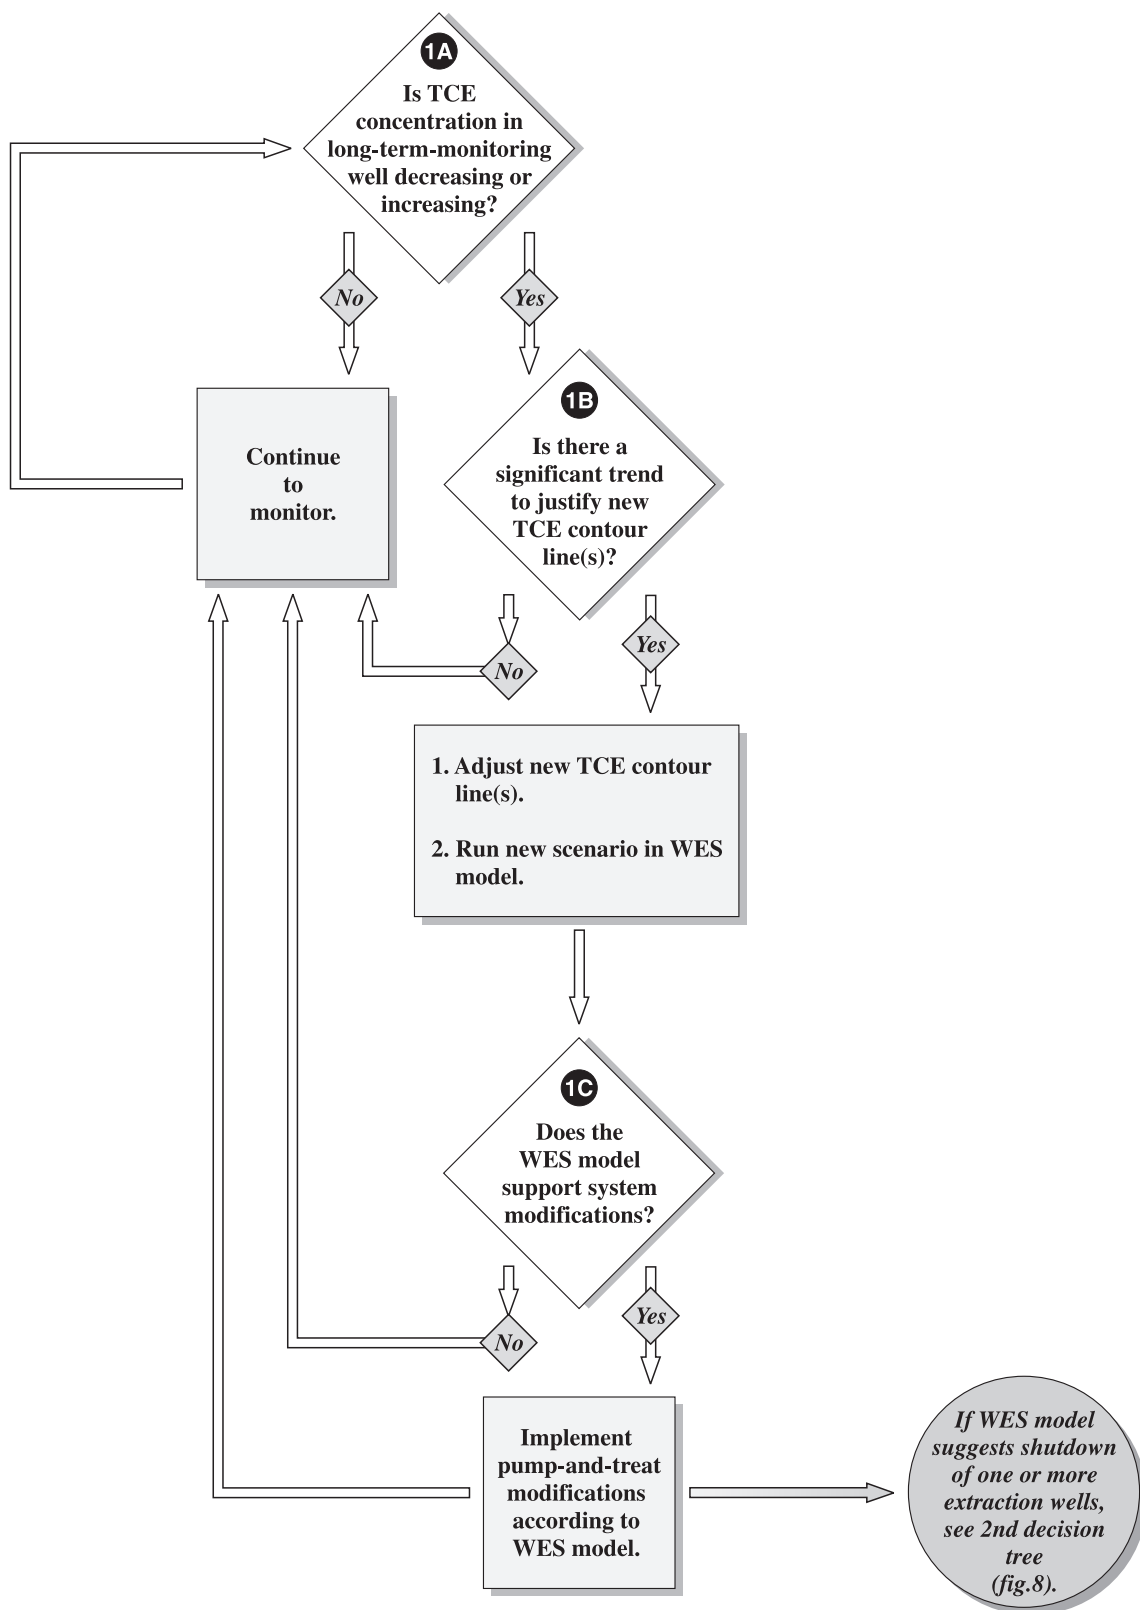 1A
Is TCE
concentration in
long-term-monitoring
well decreasing or
increasing?
No
Yes
Continue
to
monitor.
1B
Is there a
significant trend
to justify new
TCE contour
line(s)?
No
Yes
1. Adjust new TCE contour
line(s).
2. Run new scenario in WES
model.
1C
Does the
WES model
support system
modifications?
No
Yes
Implement
pump-and-treat
modifications
according to
WES model.
If WES model
suggests shutdown
of one or more
extraction wells,
see 2nd decision
tree
(fig.8).